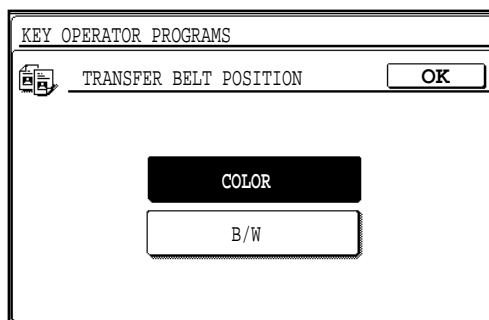 KEY OPERATOR PROGRAMS
TRANSFER BELT POSITION OK
COLOR
B/W